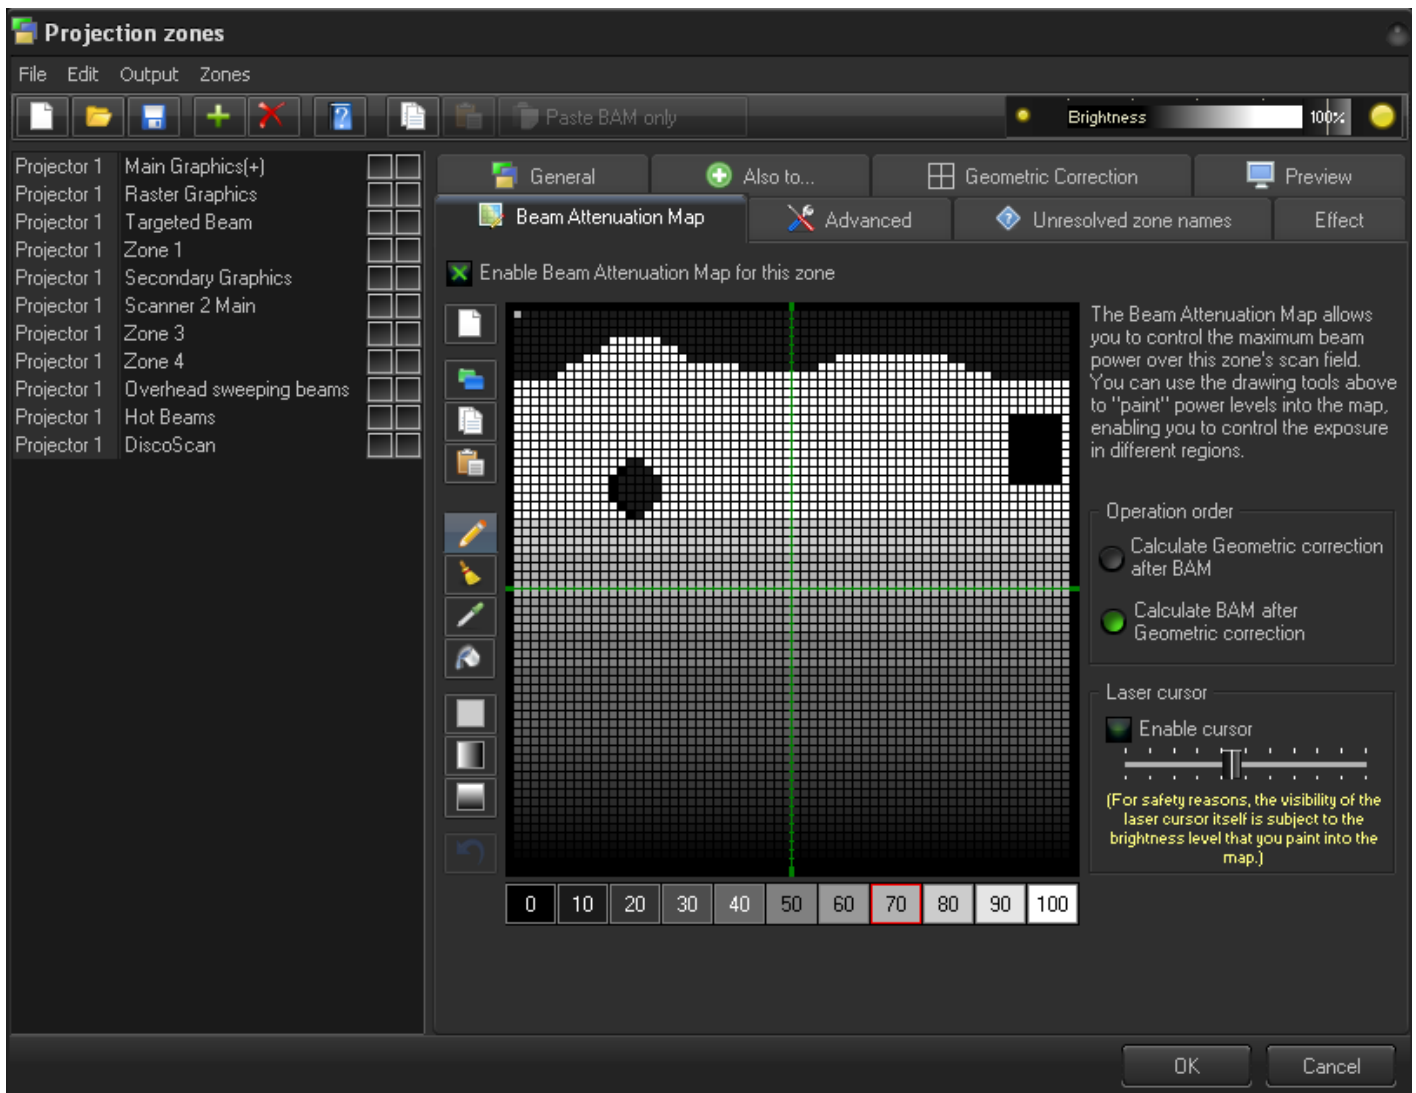 Projection zones
File Edit Output Zones
Paste BAM only
Brightness 100%
Projector 1 Main Graphics(+)
Projector 1 Raster Graphics
Projector 1 Targeted Beam
Projector 1 Zone 1
Projector 1 Secondary Graphics
Projector 1 Scanner 2 Main
Projector 1 Zone 3
Projector 1 Zone 4
Projector 1 Overhead sweeping beams
Projector 1 Hot Beams
Projector 1 DiscoScan
General Also to... Geometric Correction Preview
Beam Attenuation Map Advanced Unresolved zone names Effect
Enable Beam Attenuation Map for this zone
The Beam Attenuation Map allows
you to control the maximum beam
power over this zone's scan field.
You can use the drawing tools above
to "paint" power levels into the map,
enabling you to control the exposure
in different regions.
Operation order
Calculate Geometric correction
after BAM
Calculate BAM after
Geometric correction
Laser cursor
Enable cursor
(For safety reasons, the visibility of the
laser cursor itself is subject to the
brightness level that you paint into the
map.)
0 10 20 30 40 50 60 70 80 90 100
OK Cancel